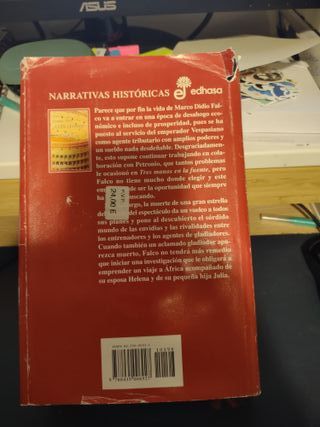 ASUS
NARRATIVAS HISTÓRICAS edhasa
Parece que por fin la vida de Marco Didio Fal-
co va a entrar en una época de desahogo eco-
nómico e incluso de prosperidad, pues se ha
puesto al servicio del emperador Vespasiano
como agente tributario con amplios poderes y
un sueldo nada desdeñable. Desgraciadamen-
te, esto supone continuar trabajando en cola-
boración con Petronio, que tantos problemas
le ocasionó en Tres manos en la fuente, pero
Falco no tiene mucho donde elegir y este
de ser la oportunidad que siempre
buscando.
rgo, la muerte de una gran estrella
del espectáculo da un vuelco a todos
sus planes y pone al descubierto el sórdido
mundo de las envidias y las rivalidades entre
los entrenadores y los agentes de gladiadores.
Cuando también un aclamado gladiador apa-
rezca muerto, Falco no tendrá más remedio
que iniciar una investigación que le obligará a
emprender un viaje a África acompañado de
su esposa Helena y de su pequeña hija Julia.
P.V.P.
24.00 E